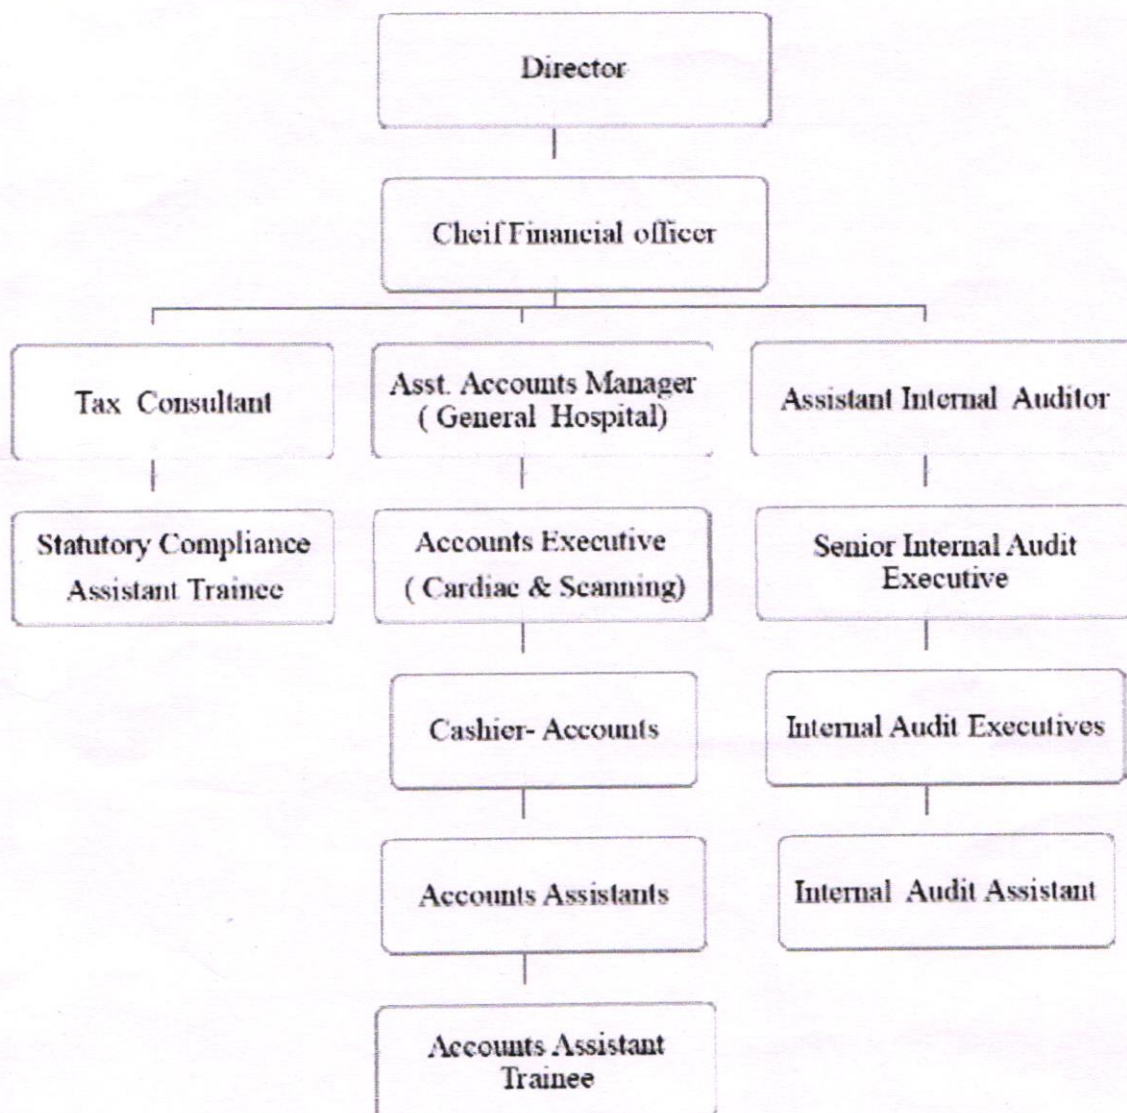 Director
Cheif Financial officer
Tax Consultant
Asst. Accounts Manager
( General Hospital)
Assistant Internal Auditor
Statutory Compliance
Assistant Trainee
Accounts Executive
( Cardiac & Scanning)
Senior Internal Audit
Executive
Cashier- Accounts
Internal Audit Executives
Accounts Assistants
Internal Audit Assistant
Accounts Assistant
Trainee